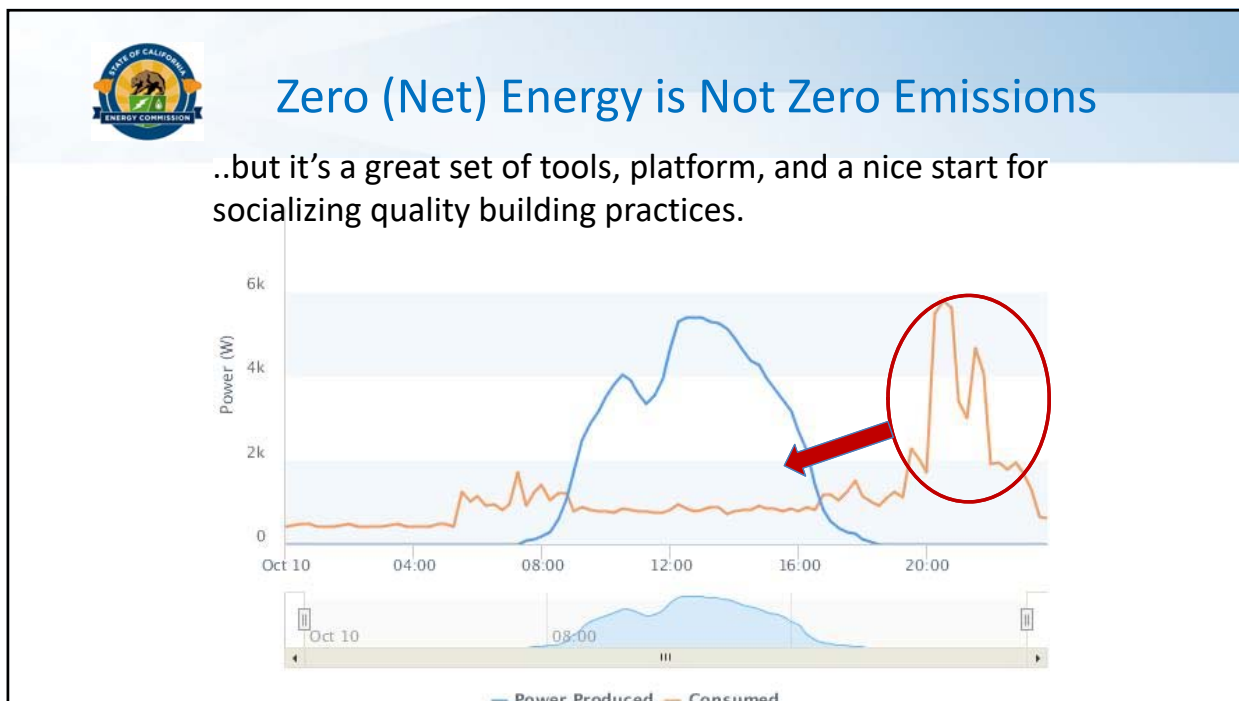 STATE OF CALIFORNIA
ENERGY COMMISSION
Zero (Net) Energy is Not Zero Emissions
..but it’s a great set of tools, platform, and a nice start for
socializing quality building practices.
6k
4k
2k
0
Power (W)
Oct 10 04:00 08:00 12:00 16:00 20:00
Oct 10 08:00
Power Produced Consumed